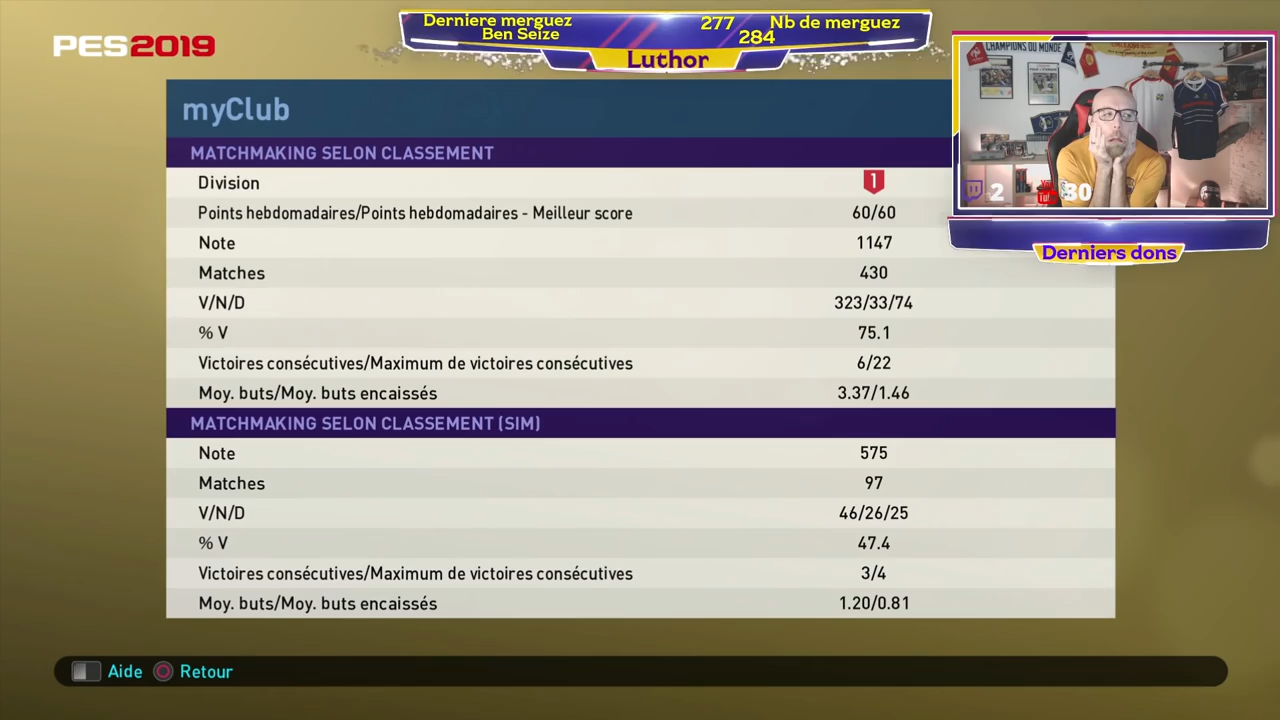 Derniere merguez
Ben Seize
277
284
Nb de merguez
Luthor
PES2019
CHAMPIONS DU MONDE
2
30
Derniers dons
myClub
MATCHMAKING SELON CLASSEMENT
Division 1
Points hebdomadaires/Points hebdomadaires - Meilleur score 60/60
Note 1147
Matches 430
V/N/D 323/33/74
% V 75.1
Victoires consécutives/Maximum de victoires consécutives 6/22
Moy. buts/Moy. buts encaissés 3.37/1.46
MATCHMAKING SELON CLASSEMENT (SIM)
Note 575
Matches 97
V/N/D 46/26/25
% V 47.4
Victoires consécutives/Maximum de victoires consécutives 3/4
Moy. buts/Moy. buts encaissés 1.20/0.81
Aide Retour